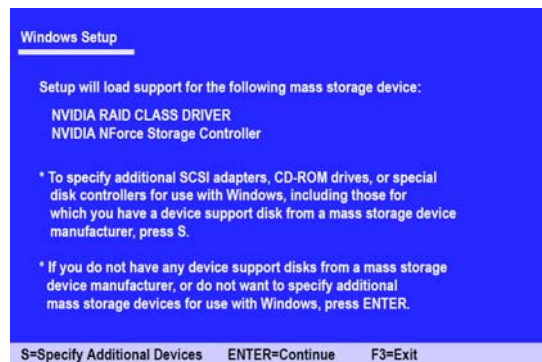 Windows Setup
Setup will load support for the following mass storage device:
NVIDIA RAID CLASS DRIVER
NVIDIA NForce Storage Controller
* To specify additional SCSI adapters, CD-ROM drives, or special
disk controllers for use with Windows, including those for
which you have a device support disk from a mass storage device
manufacturer, press S.
* If you do not have any device support disks from a mass storage
device manufacturer, or do not want to specify additional
mass storage devices for use with Windows, press ENTER.
S=Specify Additional Devices ENTER=Continue F3=Exit